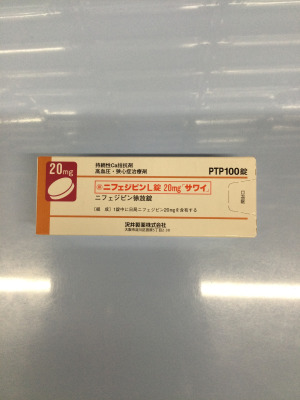 20mg
持続性Ca拮抗剤
高血圧・狭心症治療剤
PTP100錠
ニフェジピンL錠 20mg「サワイ」
ニフェジピン徐放錠
1錠中に日局ニフェジピン20mgを含有する
沢井製薬株式会社